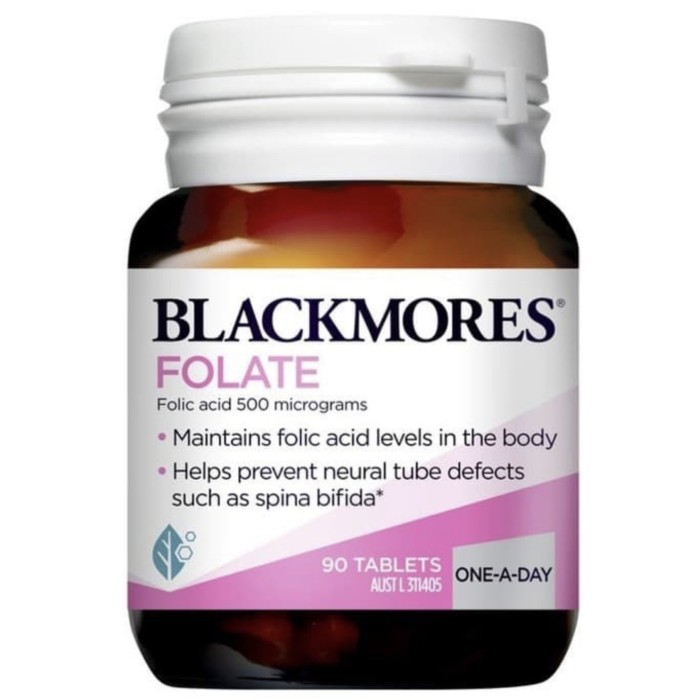 BLACKMORES®
FOLATE
Folic acid 500 micrograms
• Maintains folic acid levels in the body
• Helps prevent neural tube defects
such as spina bifida*
90 TABLETS
AUST L 311405
ONE-A-DAY